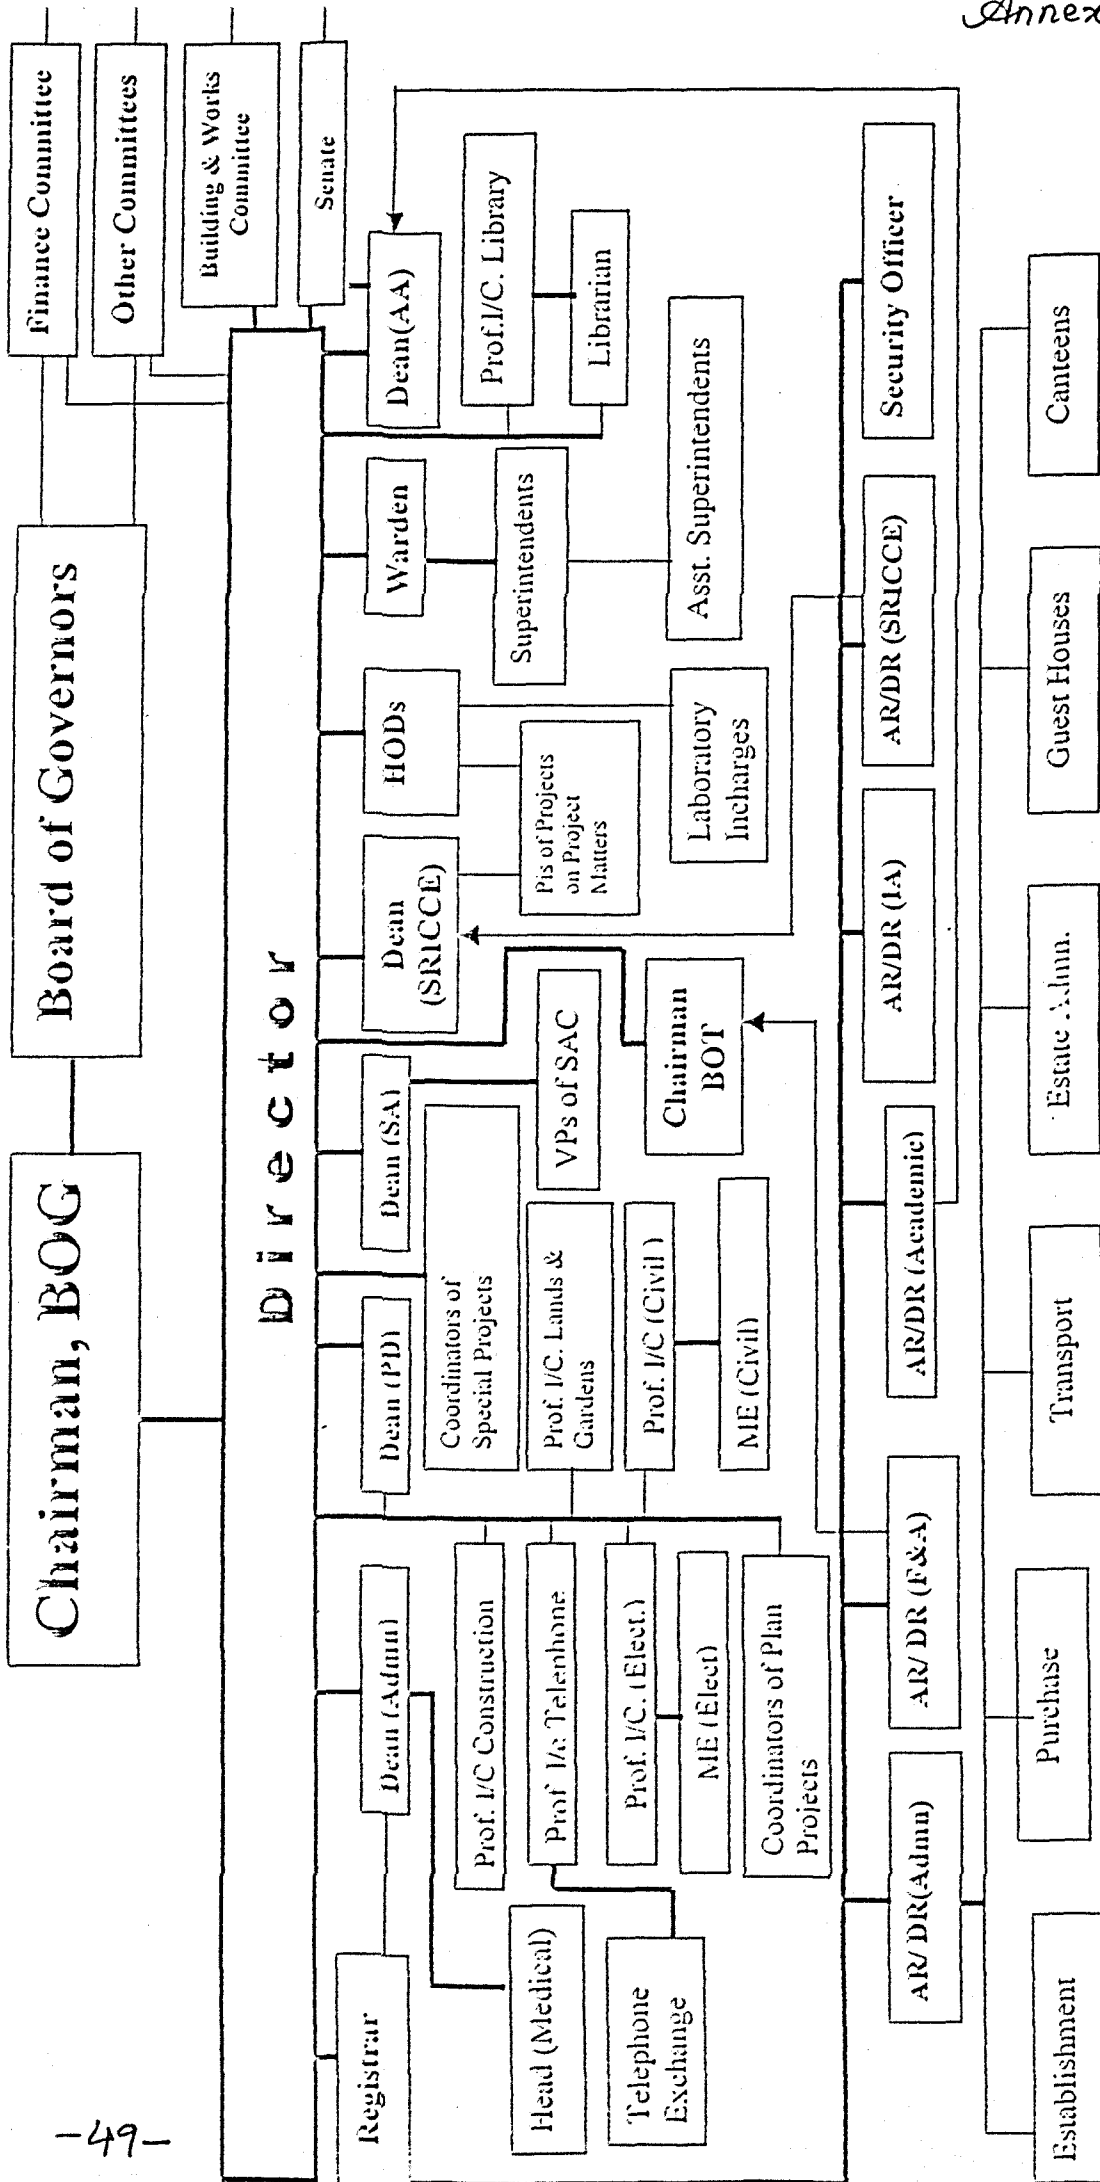 Annex
Chairman, BOG
Board of Governors
Finance Committee
Other Committees
Building & Works
Committee
Senate
Director
Registrar
Dean (Admn)
Dean (PD)
Dean (SA)
Dean
(SRICCE)
HODs
Warden
Dean(AA)
Head (Medical)
Telephone
Exchange
Prof. I/C Construction
Prof I/c Telephone
Prof. I/C. (Elect.)
ME (Elect)
Coordinators of Plan
Projects
Coordinators of
Special Projects
Prof. I/C. Lands &
Gardens
Prof. I/C (Civil )
ME (Civil)
VPs of SAC
Chairman
BOT
Pis of Projects
on Project
Matters
Laboratory
Incharges
Superintendents
Asst. Superintendents
Prof.I/C. Library
Librarian
AR/ DR(Admn)
AR/ DR (F&A)
AR/DR (Academic)
AR/DR (IA)
AR/DR (SRICCE)
Security Officer
Establishment
Purchase
Transport
Estate Admn.
Guest Houses
Canteens
-49-